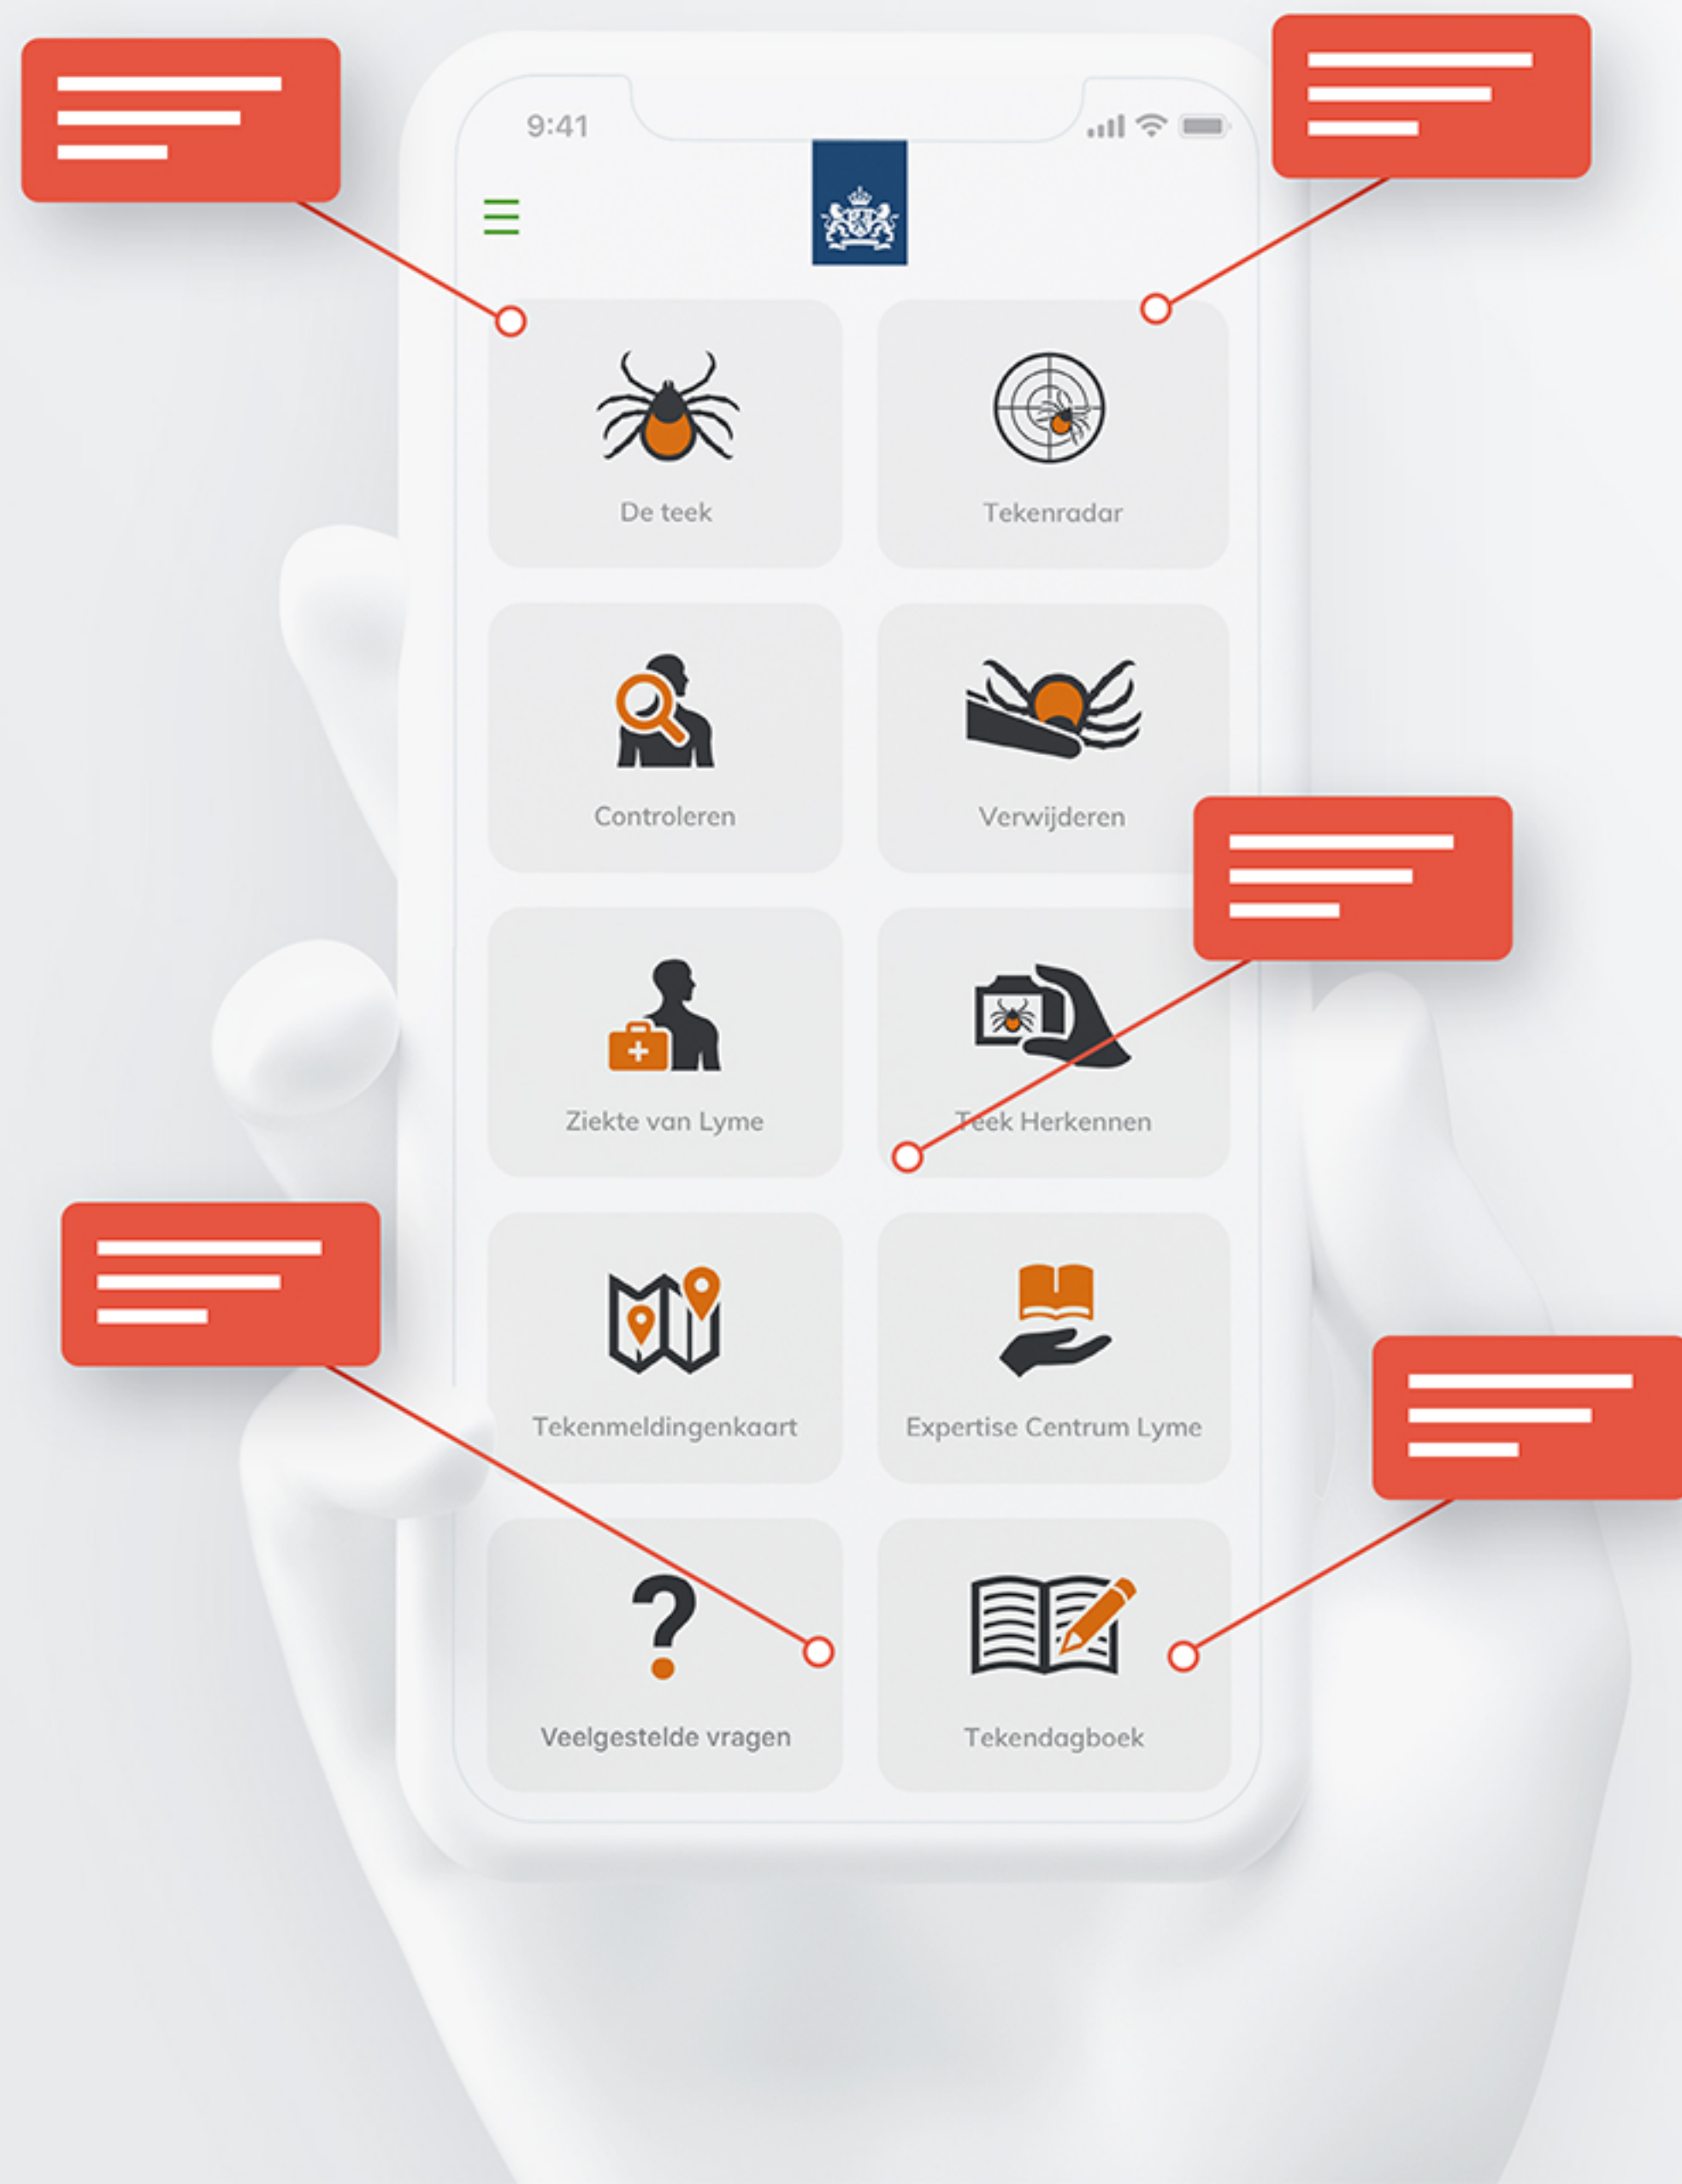 9:41
De teek
Tekenradar
Controleren
Verwijderen
Ziekte van Lyme
Teek Herkennen
Tekenmeldingenkaart
Expertise Centrum Lyme
Veelgestelde vragen
Tekendagboek